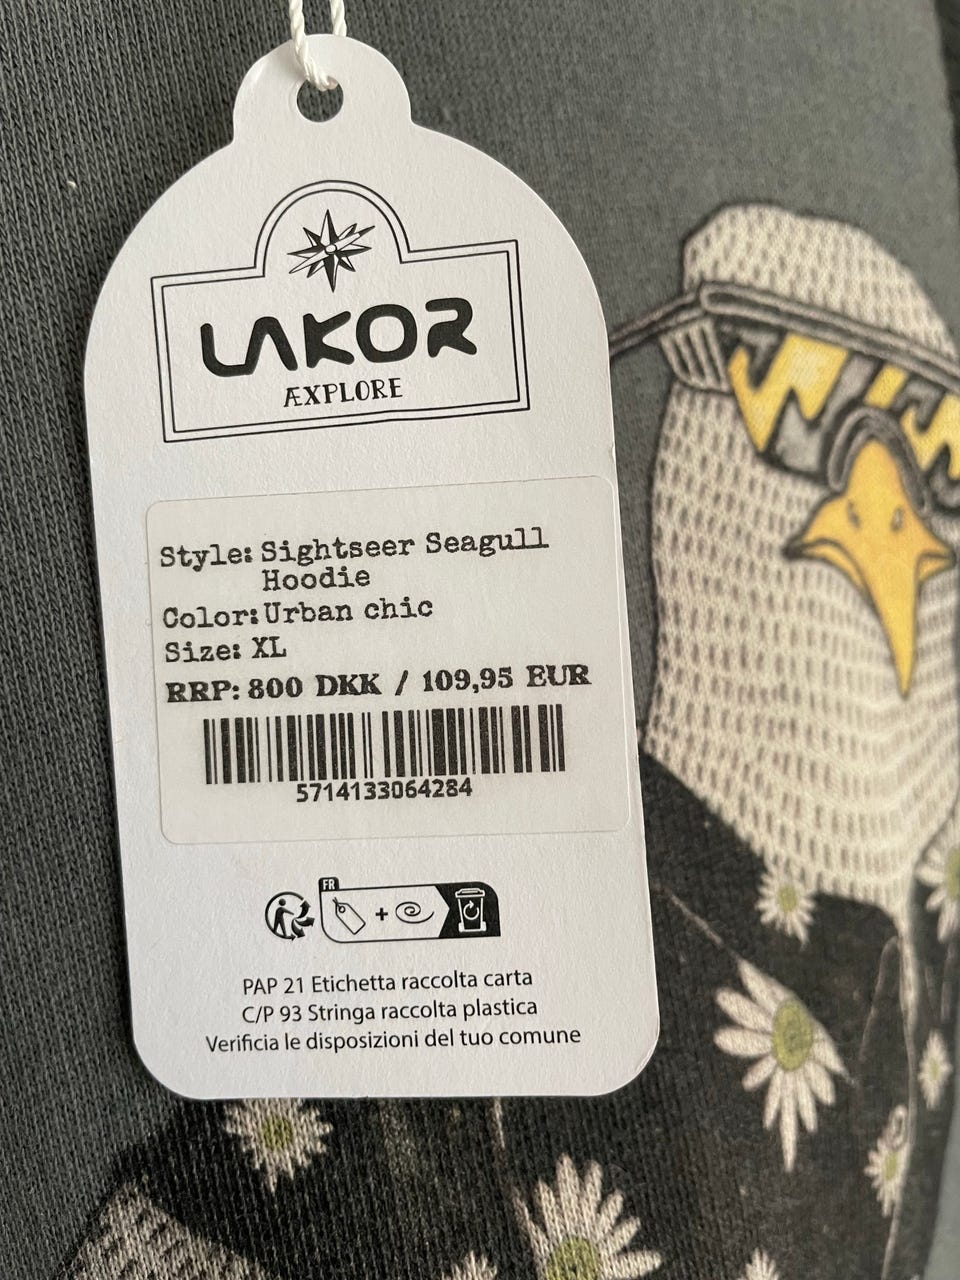 LAKOR
ÆXPLORE
Style: Sightseer Seagull
Hoodie
Color: Urban chic
Size: XL
RRP: 800 DKK / 109,95 EUR
5714133064284
FR
+
PAP 21 Etichetta raccolta carta
C/P 93 Stringa raccolta plastica
Verificia le disposizioni del tuo comune